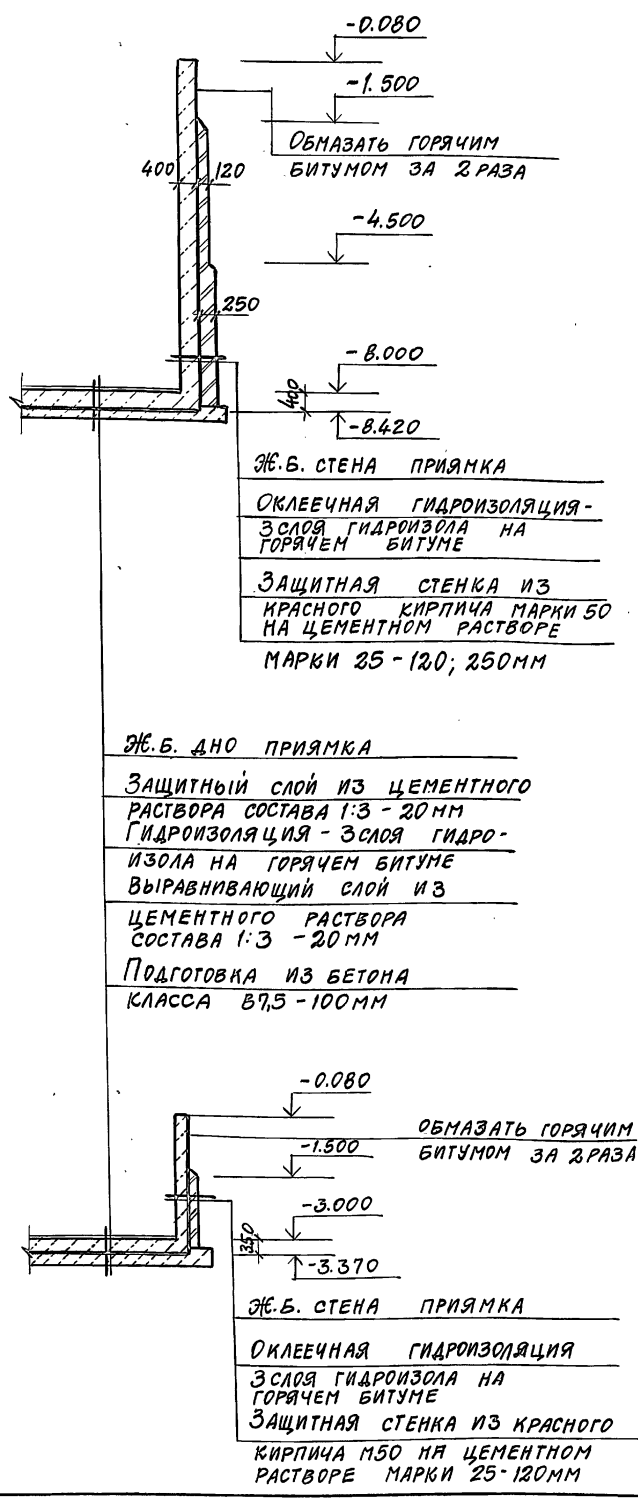 -0.080
-1.500
ОБМАЗАТЬ ГОРЯЧИМ
БИТУМОМ ЗА 2 РАЗА
400 120
-4.500
250
-8.000
400
-8.420
Ж.Б. СТЕНА ПРИЯМКА
ОКЛЕЕЧНАЯ ГИДРОИЗОЛЯЦИЯ-
3 СЛОЯ ГИДРОИЗОЛА НА
ГОРЯЧЕМ БИТУМЕ
ЗАЩИТНАЯ СТЕНКА ИЗ
КРАСНОГО КИРПИЧА МАРКИ 50
НА ЦЕМЕНТНОМ РАСТВОРЕ
МАРКИ 25-120; 250ММ
Ж.Б. ДНО ПРИЯМКА
ЗАЩИТНЫЙ СЛОЙ ИЗ ЦЕМЕНТНОГО
РАСТВОРА СОСТАВА 1:3 - 20 ММ
ГИДРОИЗОЛЯЦИЯ - 3 СЛОЯ ГИДРО-
ИЗОЛА НА ГОРЯЧЕМ БИТУМЕ
ВЫРАВНИВАЮЩИЙ СЛОЙ ИЗ
ЦЕМЕНТНОГО РАСТВОРА
СОСТАВА 1:3 - 20 ММ
ПОДГОТОВКА ИЗ БЕТОНА
КЛАССА В7,5 - 100ММ
-0.080
ОБМАЗАТЬ ГОРЯЧИМ
БИТУМОМ ЗА 2 РАЗА
-1.500
-3.000
350
-3.370
Ж.Б. СТЕНА ПРИЯМКА
ОКЛЕЕЧНАЯ ГИДРОИЗОЛЯЦИЯ
3 СЛОЯ ГИДРОИЗОЛА НА
ГОРЯЧЕМ БИТУМЕ
ЗАЩИТНАЯ СТЕНКА ИЗ КРАСНОГО
КИРПИЧА М50 НА ЦЕМЕНТНОМ
РАСТВОРЕ МАРКИ 25-120ММ